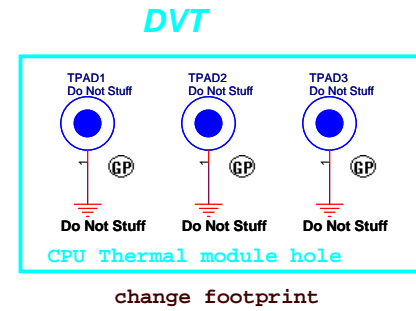 DVT
TPAD1 TPAD2 TPAD3
Do Not Stuff Do Not Stuff Do Not Stuff
1 GP 1 GP 1 GP
Do Not Stuff Do Not Stuff Do Not Stuff
CPU Thermal module hole
change footprint